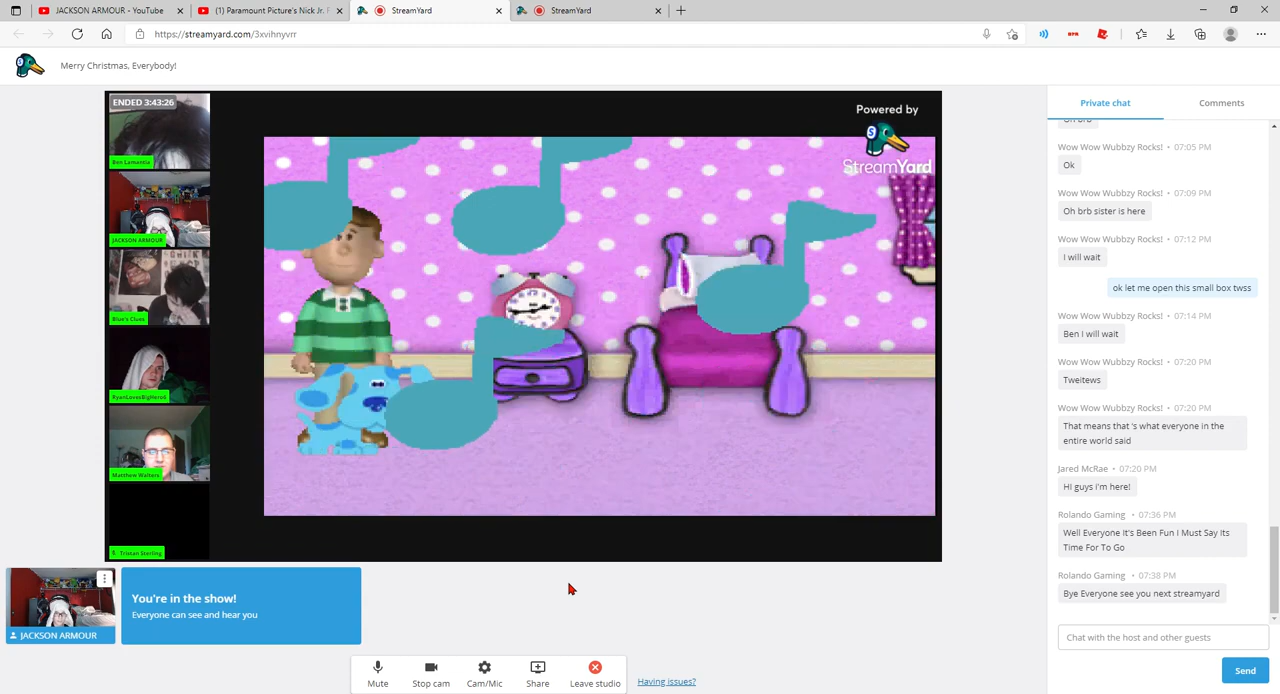 JACKSON ARMOUR - YouTube
(1) Paramount Picture's Nick Jr. F
StreamYard
StreamYard
https://streamyard.com/3xvihnyvrr
Merry Christmas, Everybody!
ENDED 3:43:26
Ben Lamantia
JACKSON ARMOUR
Blue's Clues
RyanLovesBigHero6
Matthew Walters
Tristan Sterling
Powered by
StreamYard
JACKSON ARMOUR
You're in the show!
Everyone can see and hear you
Mute
Stop cam
Cam/Mic
Share
Leave studio
Having issues?
Private chat
Comments
Wow Wow Wubbzy Rocks! • 07:05 PM
Ok
Wow Wow Wubbzy Rocks! • 07:09 PM
Oh brb sister is here
Wow Wow Wubbzy Rocks! • 07:12 PM
I will wait
ok let me open this small box twss
Wow Wow Wubbzy Rocks! • 07:14 PM
Ben I will wait
Wow Wow Wubbzy Rocks! • 07:20 PM
Tweitews
Wow Wow Wubbzy Rocks! • 07:20 PM
That means that 's what everyone in the
entire world said
Jared McRae • 07:20 PM
HI guys i'm here!
Rolando Gaming • 07:36 PM
Well Everyone It's Been Fun I Must Say Its
Time For To Go
Rolando Gaming • 07:38 PM
Bye Everyone see you next streamyard
Chat with the host and other guests
Send